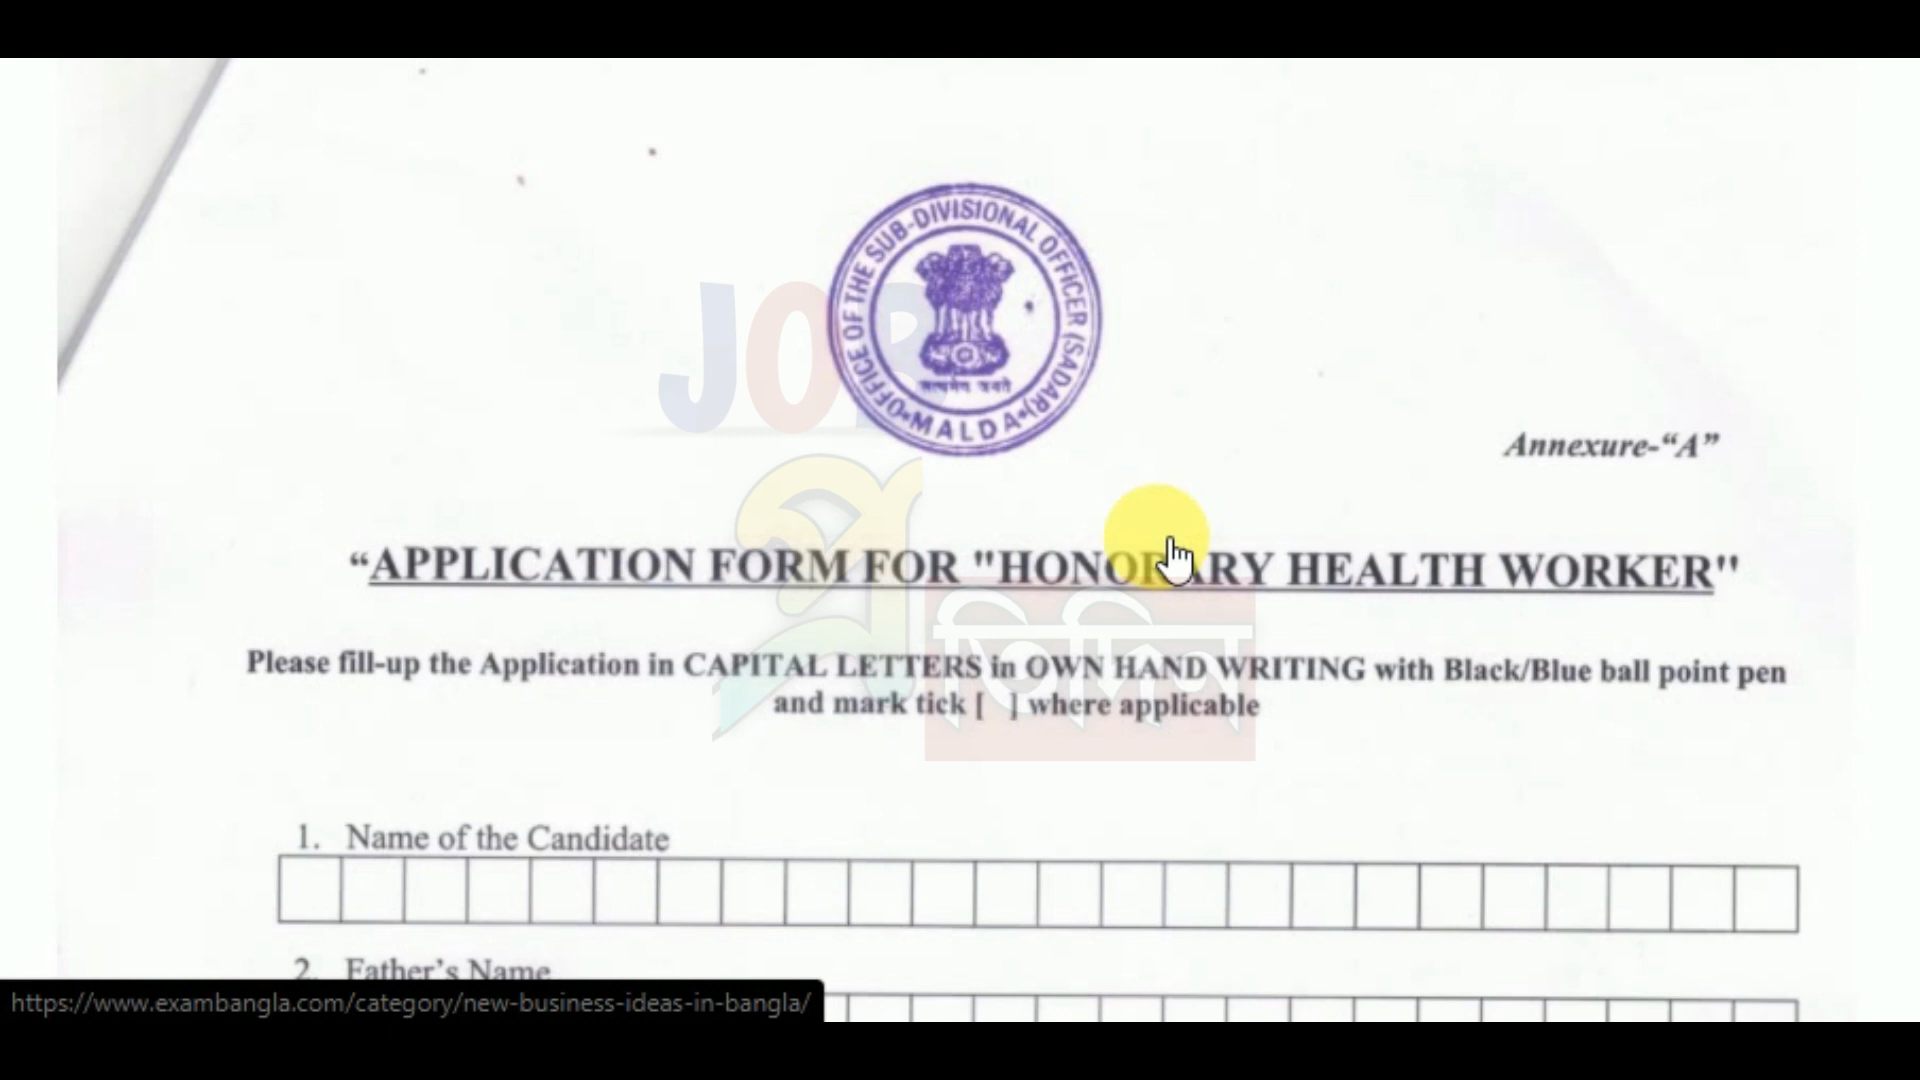 OFFICE OF THE SUB-DIVISIONAL OFFICER (SADAR)
सत्यमेव जयते
MALDA
JOB
প্রতিদিন
Annexure-“A”
“APPLICATION FORM FOR "HONORARY HEALTH WORKER"
Please fill-up the Application in CAPITAL LETTERS in OWN HAND WRITING with Black/Blue ball point pen
and mark tick [ ] where applicable
1. Name of the Candidate
2. Father’s Name
https://www.exambangla.com/category/new-business-ideas-in-bangla/